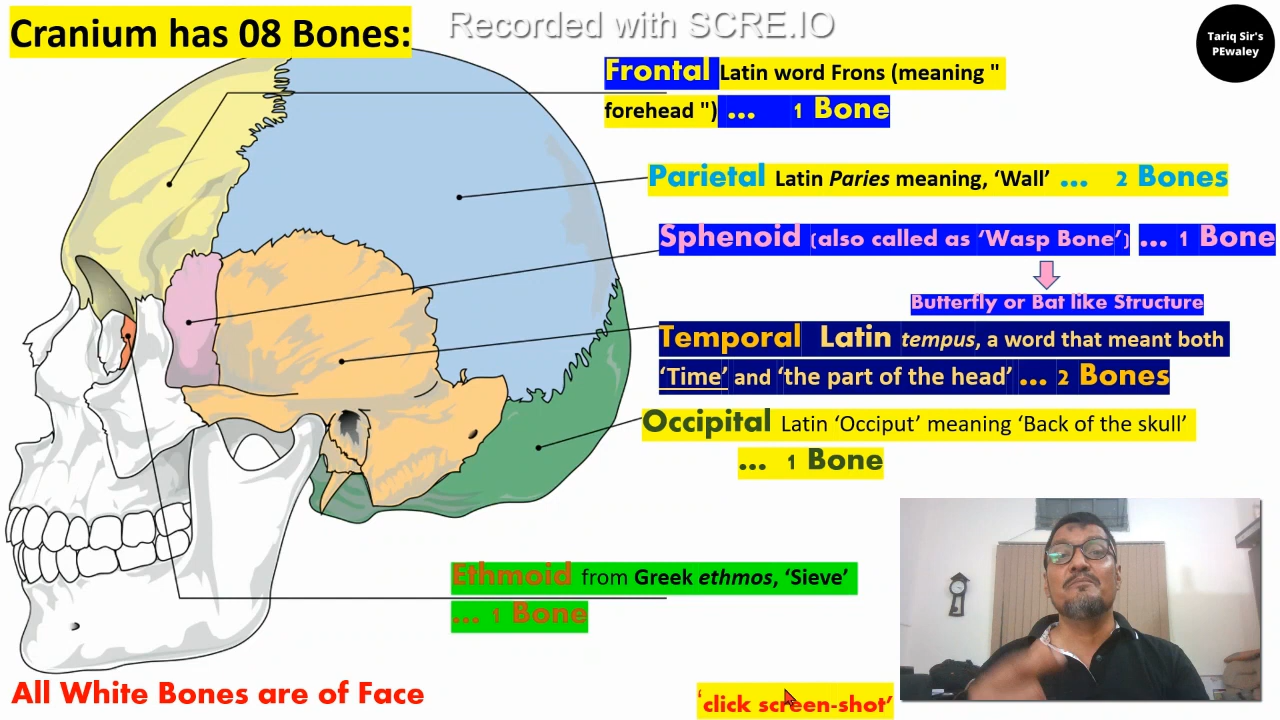 Cranium has 08 Bones:
Recorded with SCRE.IO
Tariq Sir's
PEwaley
Frontal Latin word Frons (meaning "
forehead ") ... 1 Bone
Parietal Latin Paries meaning, ‘Wall’ ... 2 Bones
Sphenoid (also called as ‘Wasp Bone’) ... 1 Bone
Butterfly or Bat like Structure
Temporal Latin tempus, a word that meant both
‘Time’ and ‘the part of the head’ ... 2 Bones
Occipital Latin ‘Occiput’ meaning ‘Back of the skull’
... 1 Bone
Ethmoid from Greek ethmos, ‘Sieve’
... 1 Bone
All White Bones are of Face
‘click screen-shot’